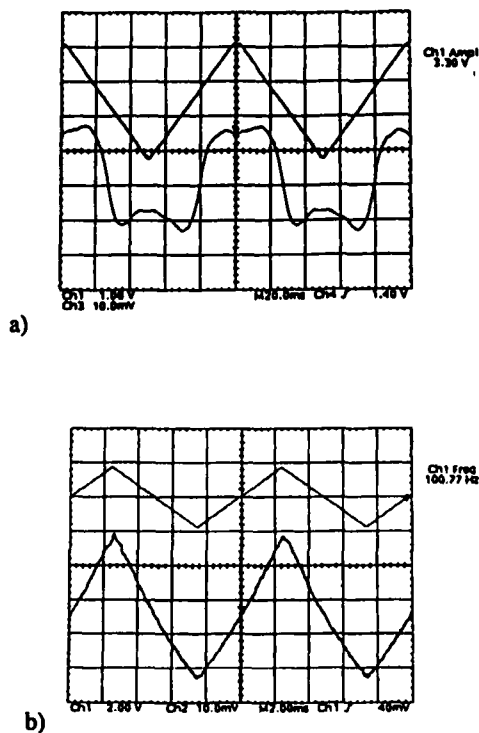 Ch1 Ampl
3.30 V
Ch1 1.00 V M20.0ms Ch4 ʃ 1.40 V
Ch3 10.0mV
a)
Ch1 Freq
100.77 Hz
Ch1 2.00 V Ch2 10.0mV M2.00ms Ch1 ʃ 40mV
b)